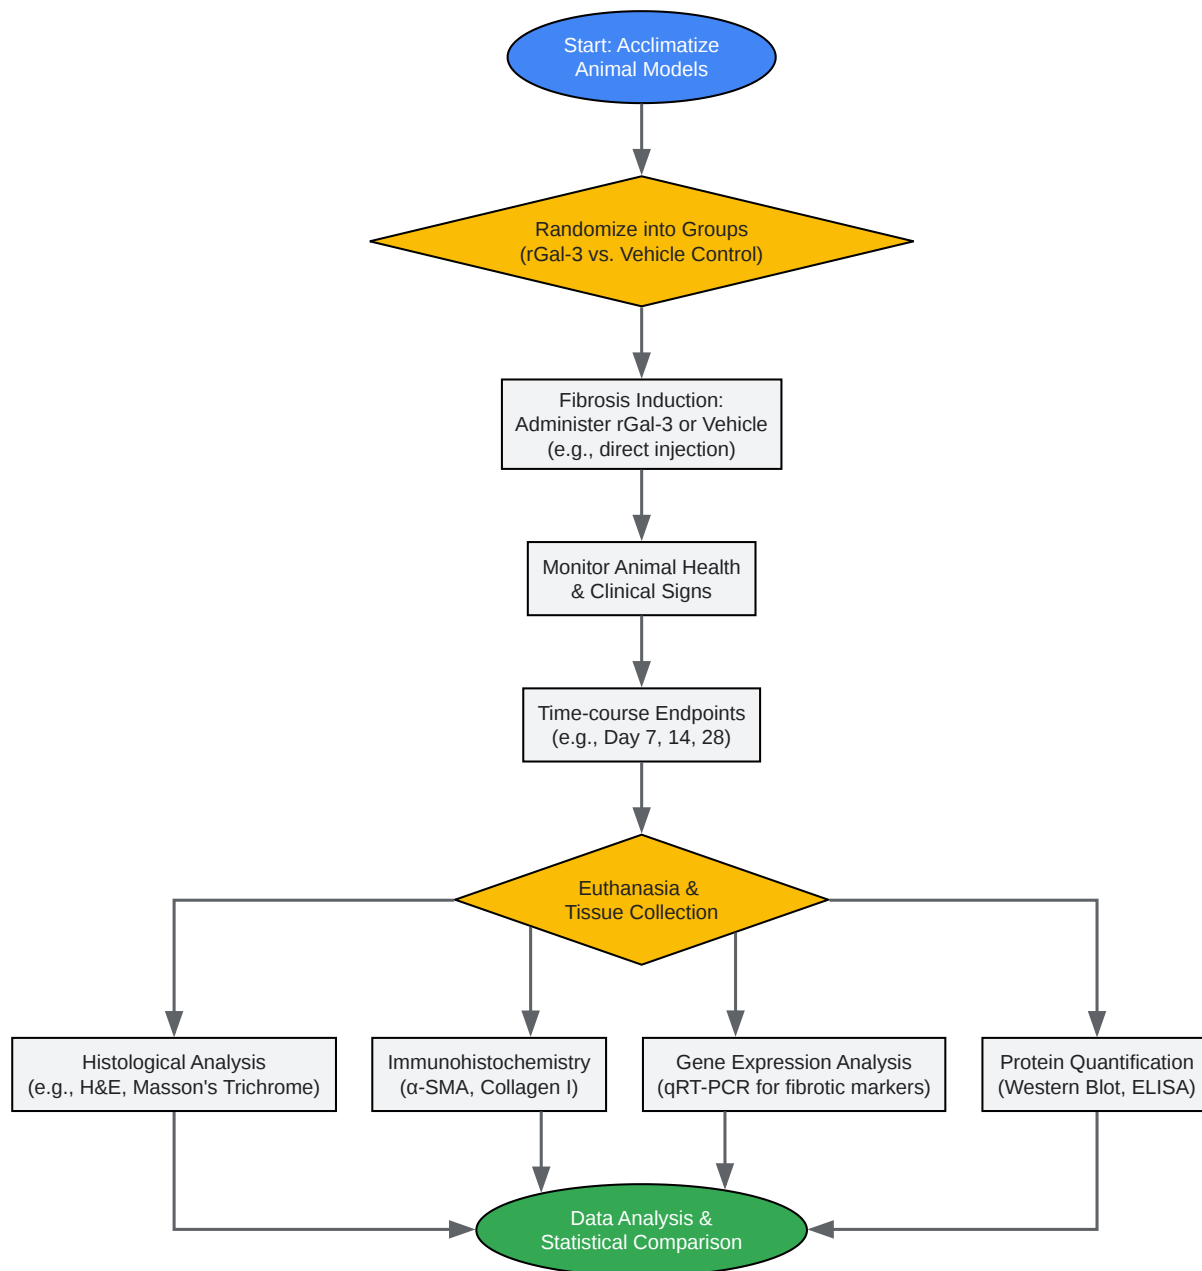 Start: Acclimatize
Animal Models
Randomize into Groups
(rGal-3 vs. Vehicle Control)
Fibrosis Induction:
Administer rGal-3 or Vehicle
(e.g., direct injection)
Monitor Animal Health
& Clinical Signs
Time-course Endpoints
(e.g., Day 7, 14, 28)
Euthanasia &
Tissue Collection
Histological Analysis
(e.g., H&E, Masson's Trichrome)
Immunohistochemistry
(α-SMA, Collagen I)
Gene Expression Analysis
(qRT-PCR for fibrotic markers)
Protein Quantification
(Western Blot, ELISA)
Data Analysis &
Statistical Comparison